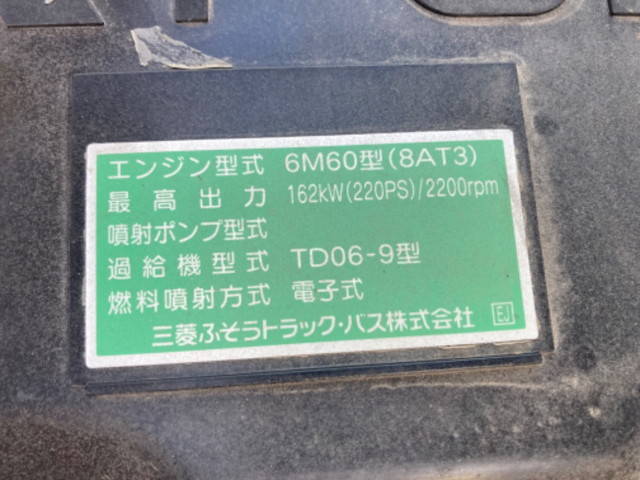 エンジン型式 6M60型(8AT3)
最高出力 162kW(220PS)/2200rpm
噴射ポンプ型式
過給機型式 TD06-9型
燃料噴射方式 電子式
三菱ふそうトラック・バス株式会社 EJ